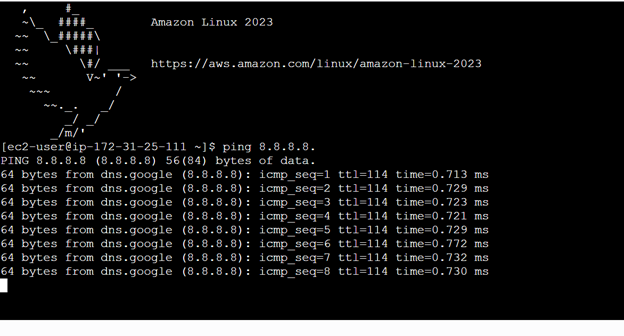 ,     #_
   ~\_  ####_        Amazon Linux 2023
  ~~  \_#####\
  ~~     \###|
  ~~       \#/ ___   https://aws.amazon.com/linux/amazon-linux-2023
   ~~       V~' '->
    ~~~         /
      ~~._.   _/
         _/ _/
       _/m/'
[ec2-user@ip-172-31-25-111 ~]$ ping 8.8.8.8.
PING 8.8.8.8 (8.8.8.8) 56(84) bytes of data.
64 bytes from dns.google (8.8.8.8): icmp_seq=1 ttl=114 time=0.713 ms
64 bytes from dns.google (8.8.8.8): icmp_seq=2 ttl=114 time=0.729 ms
64 bytes from dns.google (8.8.8.8): icmp_seq=3 ttl=114 time=0.723 ms
64 bytes from dns.google (8.8.8.8): icmp_seq=4 ttl=114 time=0.721 ms
64 bytes from dns.google (8.8.8.8): icmp_seq=5 ttl=114 time=0.729 ms
64 bytes from dns.google (8.8.8.8): icmp_seq=6 ttl=114 time=0.772 ms
64 bytes from dns.google (8.8.8.8): icmp_seq=7 ttl=114 time=0.732 ms
64 bytes from dns.google (8.8.8.8): icmp_seq=8 ttl=114 time=0.730 ms